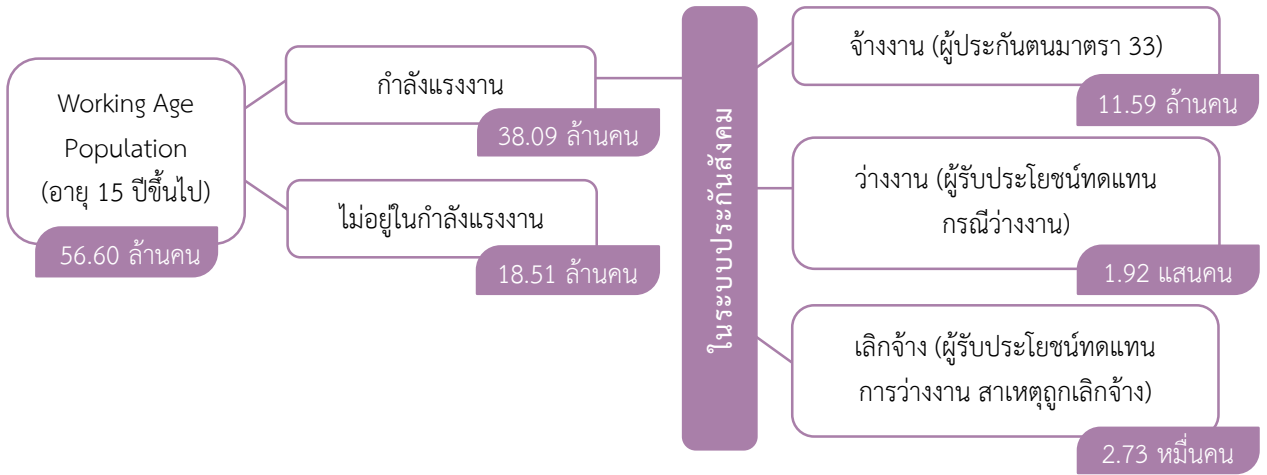 Working Age
Population
(อายุ 15 ปีขึ้นไป)
56.60 ล้านคน
กำลังแรงงาน
38.09 ล้านคน
ไม่อยู่ในกำลังแรงงาน
18.51 ล้านคน
ในระบบประกันสังคม
จ้างงาน (ผู้ประกันตนมาตรา 33)
11.59 ล้านคน
ว่างงาน (ผู้รับประโยชน์ทดแทน
กรณีว่างงาน)
1.92 แสนคน
เลิกจ้าง (ผู้รับประโยชน์ทดแทน
การว่างงาน สาเหตุถูกเลิกจ้าง)
2.73 หมื่นคน